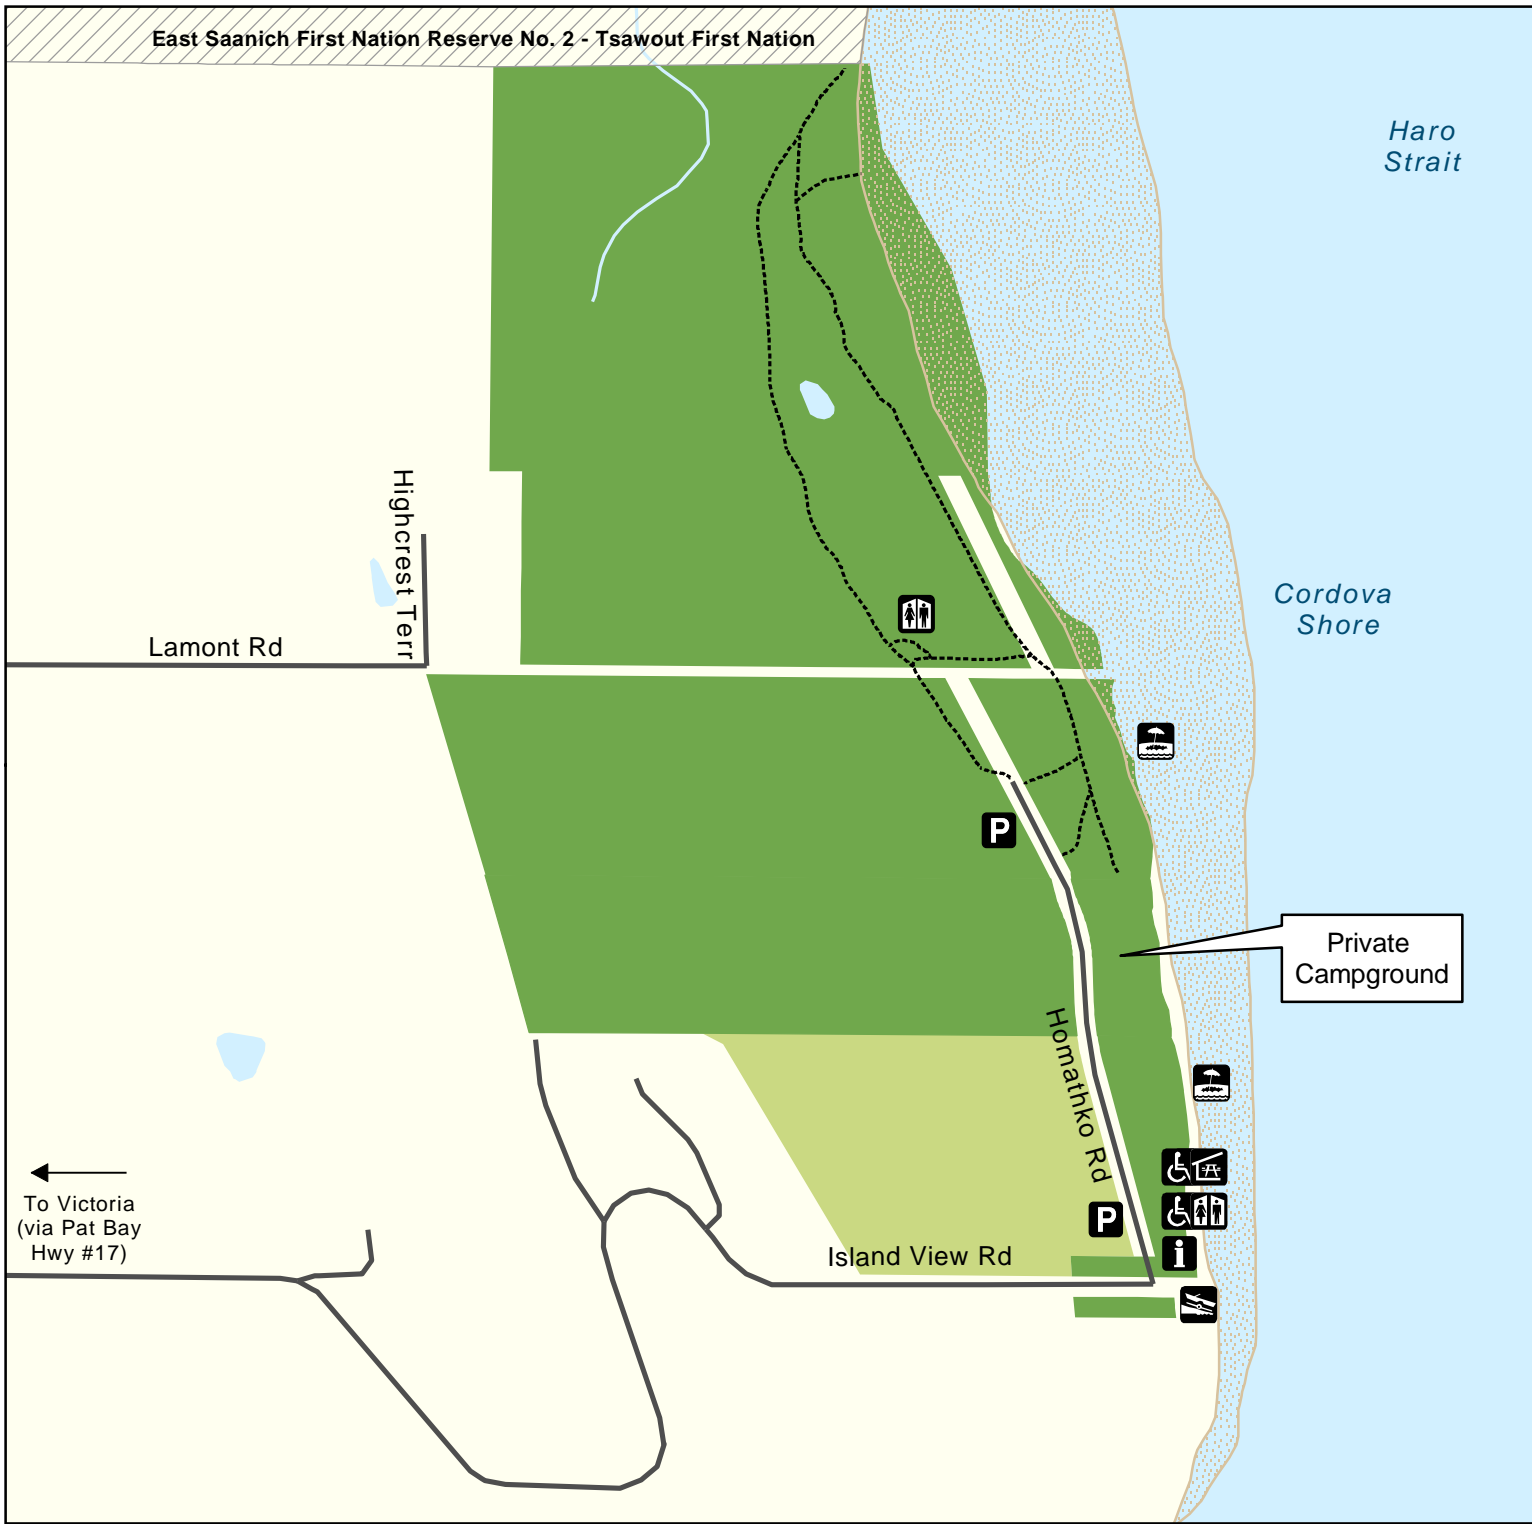 East Saanich First Nation Reserve No. 2 - Tsawout First Nation
Haro
Strait
Highcrest Terr
Lamont Rd
Cordova
Shore
P
Private
Campground
Homathko Rd
To Victoria
(via Pat Bay
Hwy #17)
P
Island View Rd
i